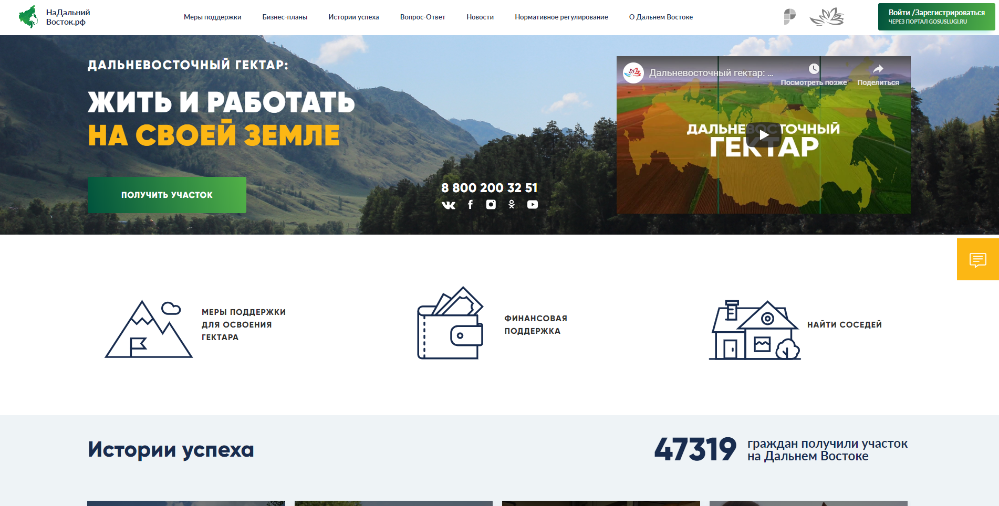 НаДальний
Восток.рф
Меры поддержки
Бизнес-планы
Истории успеха
Вопрос-Ответ
Новости
Нормативное регулирование
О Дальнем Востоке
Войти /Зарегистрироваться
ЧЕРЕЗ ПОРТАЛ GOSUSLUGI.RU
ДАЛЬНЕВОСТОЧНЫЙ ГЕКТАР:
ЖИТЬ И РАБОТАТЬ
НА СВОЕЙ ЗЕМЛЕ
ПОЛУЧИТЬ УЧАСТОК
8 800 200 32 51
Дальневосточный гектар: ...
Посмотреть позже
Поделиться
ДАЛЬНЕВОСТОЧНЫЙ
ГЕКТАР
МЕРЫ ПОДДЕРЖКИ
ДЛЯ ОСВОЕНИЯ
ГЕКТАРА
ФИНАНСОВАЯ
ПОДДЕРЖКА
НАЙТИ СОСЕДЕЙ
Истории успеха
47319
граждан получили участок
на Дальнем Востоке